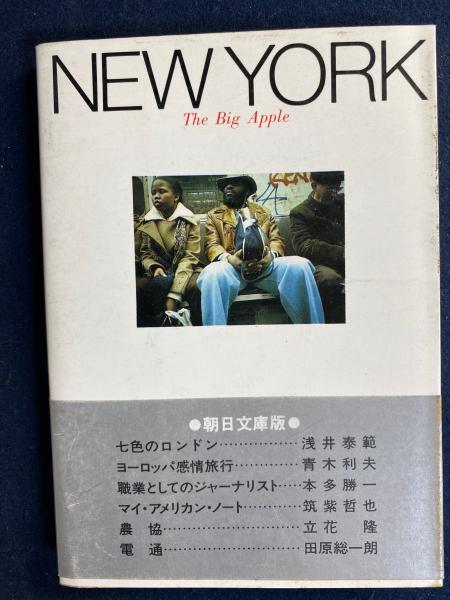 NEW YORK
The Big Apple
●朝日文庫版●
七色のロンドン………………浅井泰範
ヨーロッパ感情旅行…………青木利夫
職業としてのジャーナリスト……本多勝一
マイ・アメリカン・ノート…………筑紫哲也
農協…………………………立花隆
電通…………………………田原総一朗